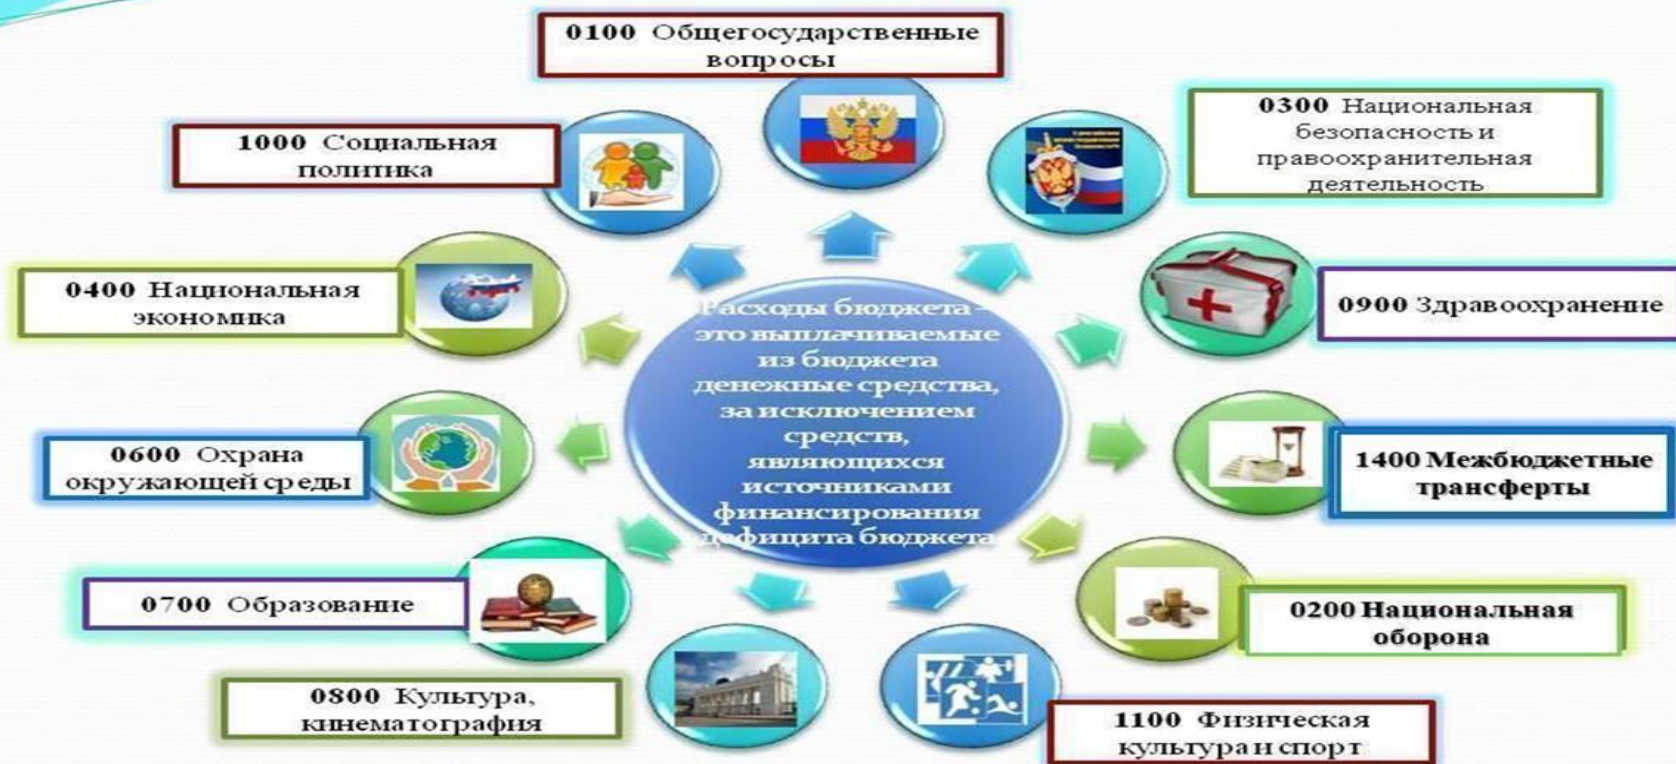 0100 Общегосударственные
вопросы
0300 Национальная
безопасность и
правоохранительная
деятельность
1000 Социальная
политика
0400 Национальная
экономика
0900 Здравоохранение
Расходы бюджета -
это выплачиваемые
из бюджета
денежные средства,
за исключением
средств,
являющихся
источниками
финансирования
дефицита бюджета
0600 Охрана
окружающей среды
1400 Межбюджетные
трансферты
0700 Образование
0200 Национальная
оборона
0800 Культура,
кинематография
1100 Физическая
культура и спорт